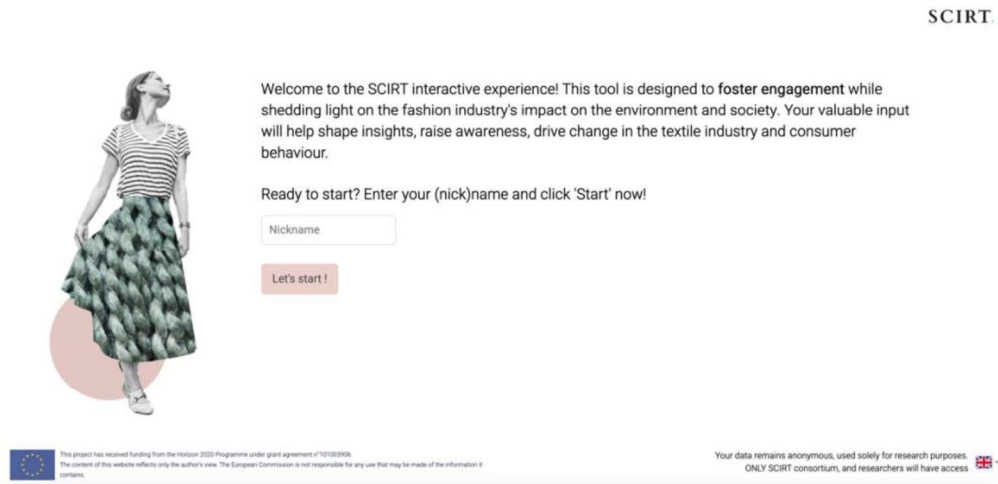 SCIRT.
Welcome to the SCIRT interactive experience! This tool is designed to foster engagement while
shedding light on the fashion industry's impact on the environment and society. Your valuable input
will help shape insights, raise awareness, drive change in the textile industry and consumer
behaviour.
Ready to start? Enter your (nick)name and click 'Start' now!
Nickname
Let's start !
This project has received funding from the Horizon 2020 Programme under grant agreement n°101003906.
The content of this website reflects only the author's view. The European Commission is not responsible for any use that may be made of the information it
contains.
Your data remains anonymous, used solely for research purposes.
ONLY SCIRT consortium, and researchers will have access